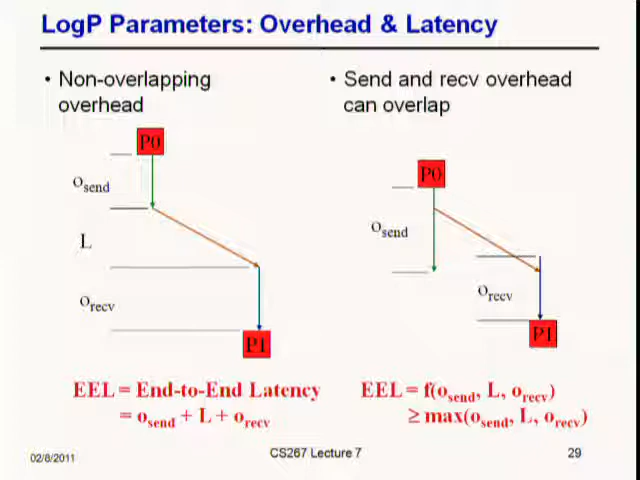 LogP Parameters: Overhead & Latency
• Non-overlapping
overhead
P0
osend
L
orecv
P1
EEL = End-to-End Latency
= osend + L + orecv
• Send and recv overhead
can overlap
P0
osend
orecv
P1
EEL = f(osend, L, orecv)
≥ max(osend, L, orecv)
02/8/2011
CS267 Lecture 7
29